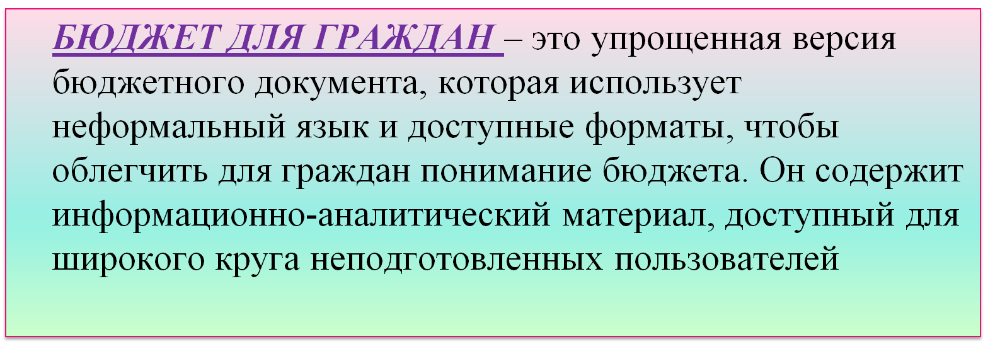 БЮДЖЕТ ДЛЯ ГРАЖДАН – это упрощенная версия
бюджетного документа, которая использует
неформальный язык и доступные форматы, чтобы
облегчить для граждан понимание бюджета. Он содержит
информационно-аналитический материал, доступный для
широкого круга неподготовленных пользователей